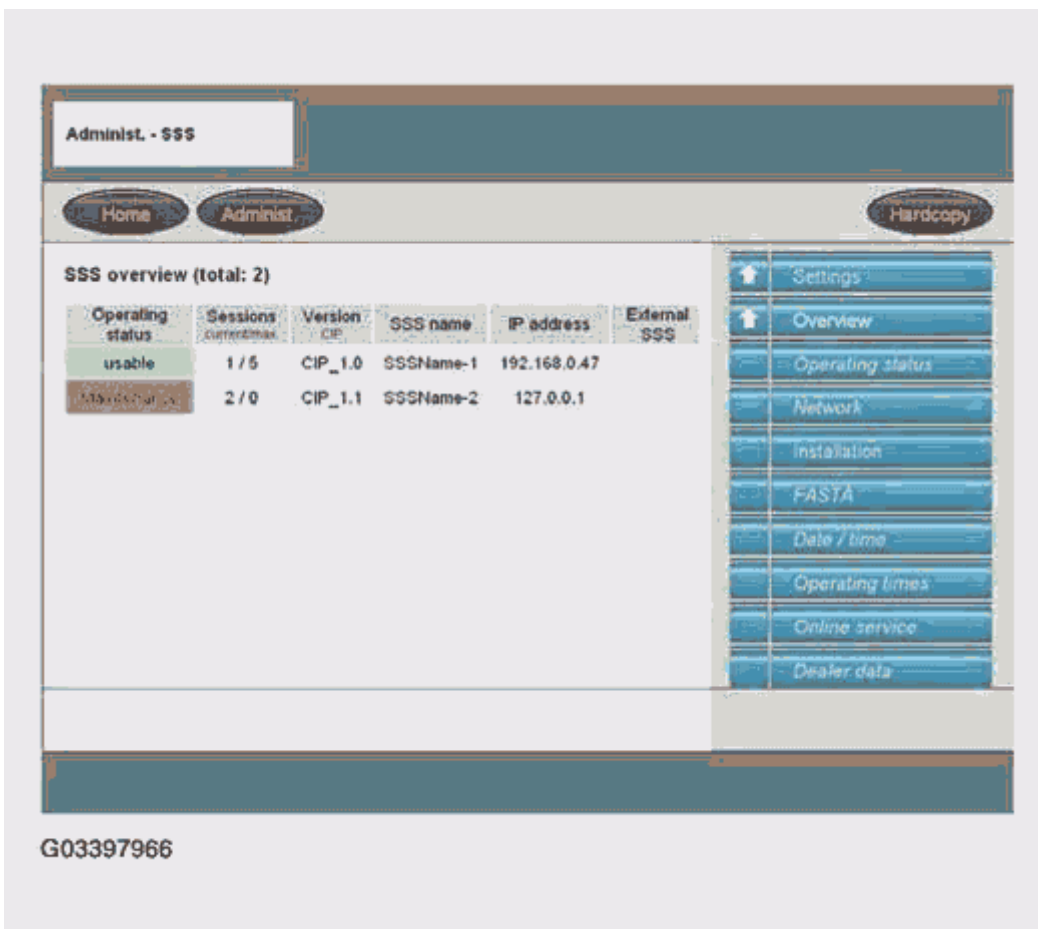 Administ. - SSS
Home Administ. Hardcopy
SSS overview (total: 2)
Operating status Sessions current/max. Version CIP SSS name IP address External SSS
usable 1 / 5 CIP_1.0 SSSName-1 192.168.0.47
2 / 0 CIP_1.1 SSSName-2 127.0.0.1
Settings
Overview
Operating status
Network
Installation
FASTA
Date / time
Operating times
Online service
Dealer data
G03397966